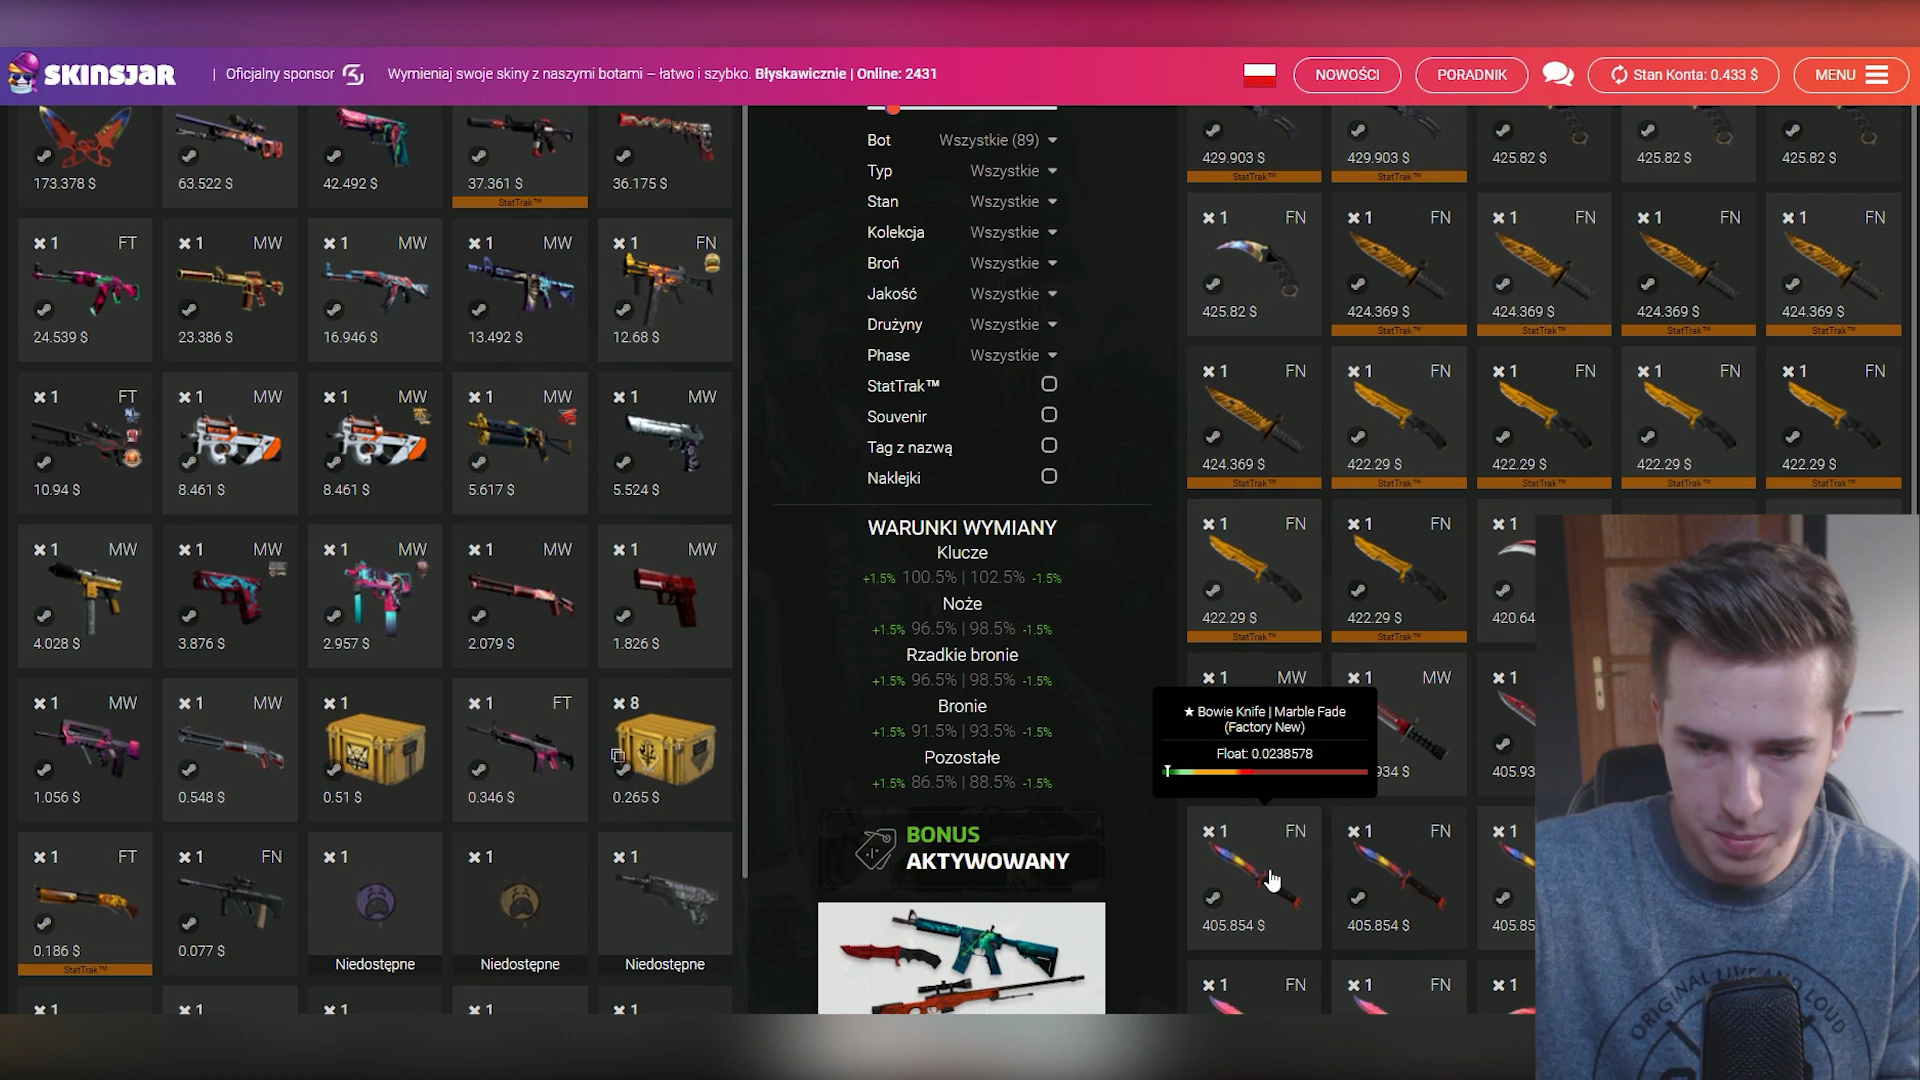 SKINSJAR
| Oficjalny sponsor
Wymieniaj swoje skiny z naszymi botami – łatwo i szybko. Błyskawicznie | Online: 2431
NOWOŚCI
PORADNIK
Stan Konta: 0.433 $
MENU
173.378 $
63.522 $
42.492 $
37.361 $
36.175 $
StatTrak™
× 1 FT
× 1 MW
× 1 MW
× 1 MW
× 1 FN
24.539 $
23.386 $
16.946 $
13.492 $
12.68 $
× 1 FT
× 1 MW
× 1 MW
× 1 MW
× 1 MW
10.94 $
8.461 $
8.461 $
5.617 $
5.524 $
× 1 MW
× 1 MW
× 1 MW
× 1 MW
× 1 MW
4.028 $
3.876 $
2.957 $
2.079 $
1.826 $
× 1 MW
× 1 MW
× 1
× 1 FT
× 8
1.056 $
0.548 $
0.51 $
0.346 $
0.265 $
× 1 FT
× 1 FN
× 1
× 1
× 1
0.186 $
0.077 $
StatTrak™
Niedostępne
Niedostępne
Niedostępne
× 1
× 1
× 1
× 1
× 1
Bot Wszystkie (89)
Typ Wszystkie
Stan Wszystkie
Kolekcja Wszystkie
Broń Wszystkie
Jakość Wszystkie
Drużyny Wszystkie
Phase Wszystkie
StatTrak™
Souvenir
Tag z nazwą
Naklejki
WARUNKI WYMIANY
Klucze
+1.5% 100.5% | 102.5% -1.5%
Noże
+1.5% 96.5% | 98.5% -1.5%
Rzadkie bronie
+1.5% 96.5% | 98.5% -1.5%
Bronie
+1.5% 91.5% | 93.5% -1.5%
Pozostałe
+1.5% 86.5% | 88.5% -1.5%
BONUS
AKTYWOWANY
429.903 $
429.903 $
425.82 $
425.82 $
425.82 $
StatTrak™
StatTrak™
× 1 FN
× 1 FN
× 1 FN
× 1 FN
× 1 FN
425.82 $
424.369 $
424.369 $
424.369 $
424.369 $
StatTrak™
StatTrak™
StatTrak™
StatTrak™
× 1 FN
× 1 FN
× 1 FN
× 1 FN
× 1 FN
424.369 $
422.29 $
422.29 $
422.29 $
422.29 $
StatTrak™
StatTrak™
StatTrak™
StatTrak™
StatTrak™
× 1 FN
× 1 FN
× 1
422.29 $
422.29 $
420.64
StatTrak™
StatTrak™
× 1 MW
× 1 MW
× 1
★ Bowie Knife | Marble Fade
(Factory New)
Float: 0.0238578
934 $
405.93
× 1 FN
× 1 FN
× 1
405.854 $
405.854 $
405.85
× 1 FN
× 1 FN
× 1
ORIGINAL LIVE AND LOUD